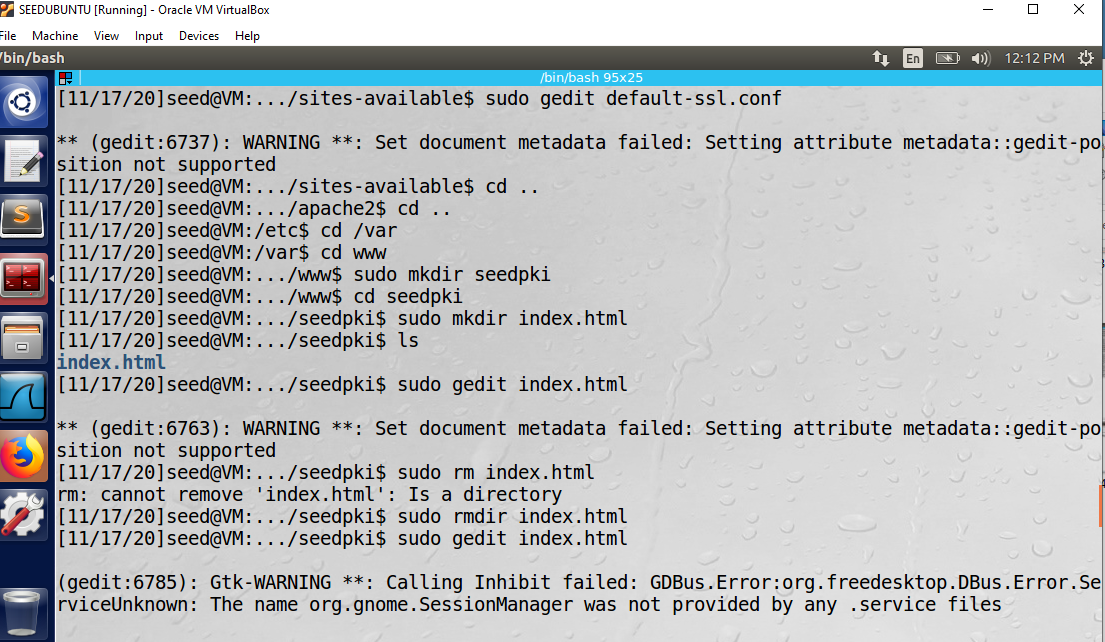 SEEDUBUNTU [Running] - Oracle VM VirtualBox
File Machine View Input Devices Help
/bin/bash
En
12:12 PM
/bin/bash 95x25
[11/17/20]seed@VM:.../sites-available$ sudo gedit default-ssl.conf
** (gedit:6737): WARNING **: Set document metadata failed: Setting attribute metadata::gedit-po
sition not supported
[11/17/20]seed@VM:.../sites-available$ cd ..
[11/17/20]seed@VM:.../apache2$ cd ..
[11/17/20]seed@VM:/etc$ cd /var
[11/17/20]seed@VM:/var$ cd www
[11/17/20]seed@VM:.../www$ sudo mkdir seedpki
[11/17/20]seed@VM:.../www$ cd seedpki
[11/17/20]seed@VM:.../seedpki$ sudo mkdir index.html
[11/17/20]seed@VM:.../seedpki$ ls
index.html
[11/17/20]seed@VM:.../seedpki$ sudo gedit index.html
** (gedit:6763): WARNING **: Set document metadata failed: Setting attribute metadata::gedit-po
sition not supported
[11/17/20]seed@VM:.../seedpki$ sudo rm index.html
rm: cannot remove 'index.html': Is a directory
[11/17/20]seed@VM:.../seedpki$ sudo rmdir index.html
[11/17/20]seed@VM:.../seedpki$ sudo gedit index.html
(gedit:6785): Gtk-WARNING **: Calling Inhibit failed: GDBus.Error:org.freedesktop.DBus.Error.Se
rviceUnknown: The name org.gnome.SessionManager was not provided by any .service files